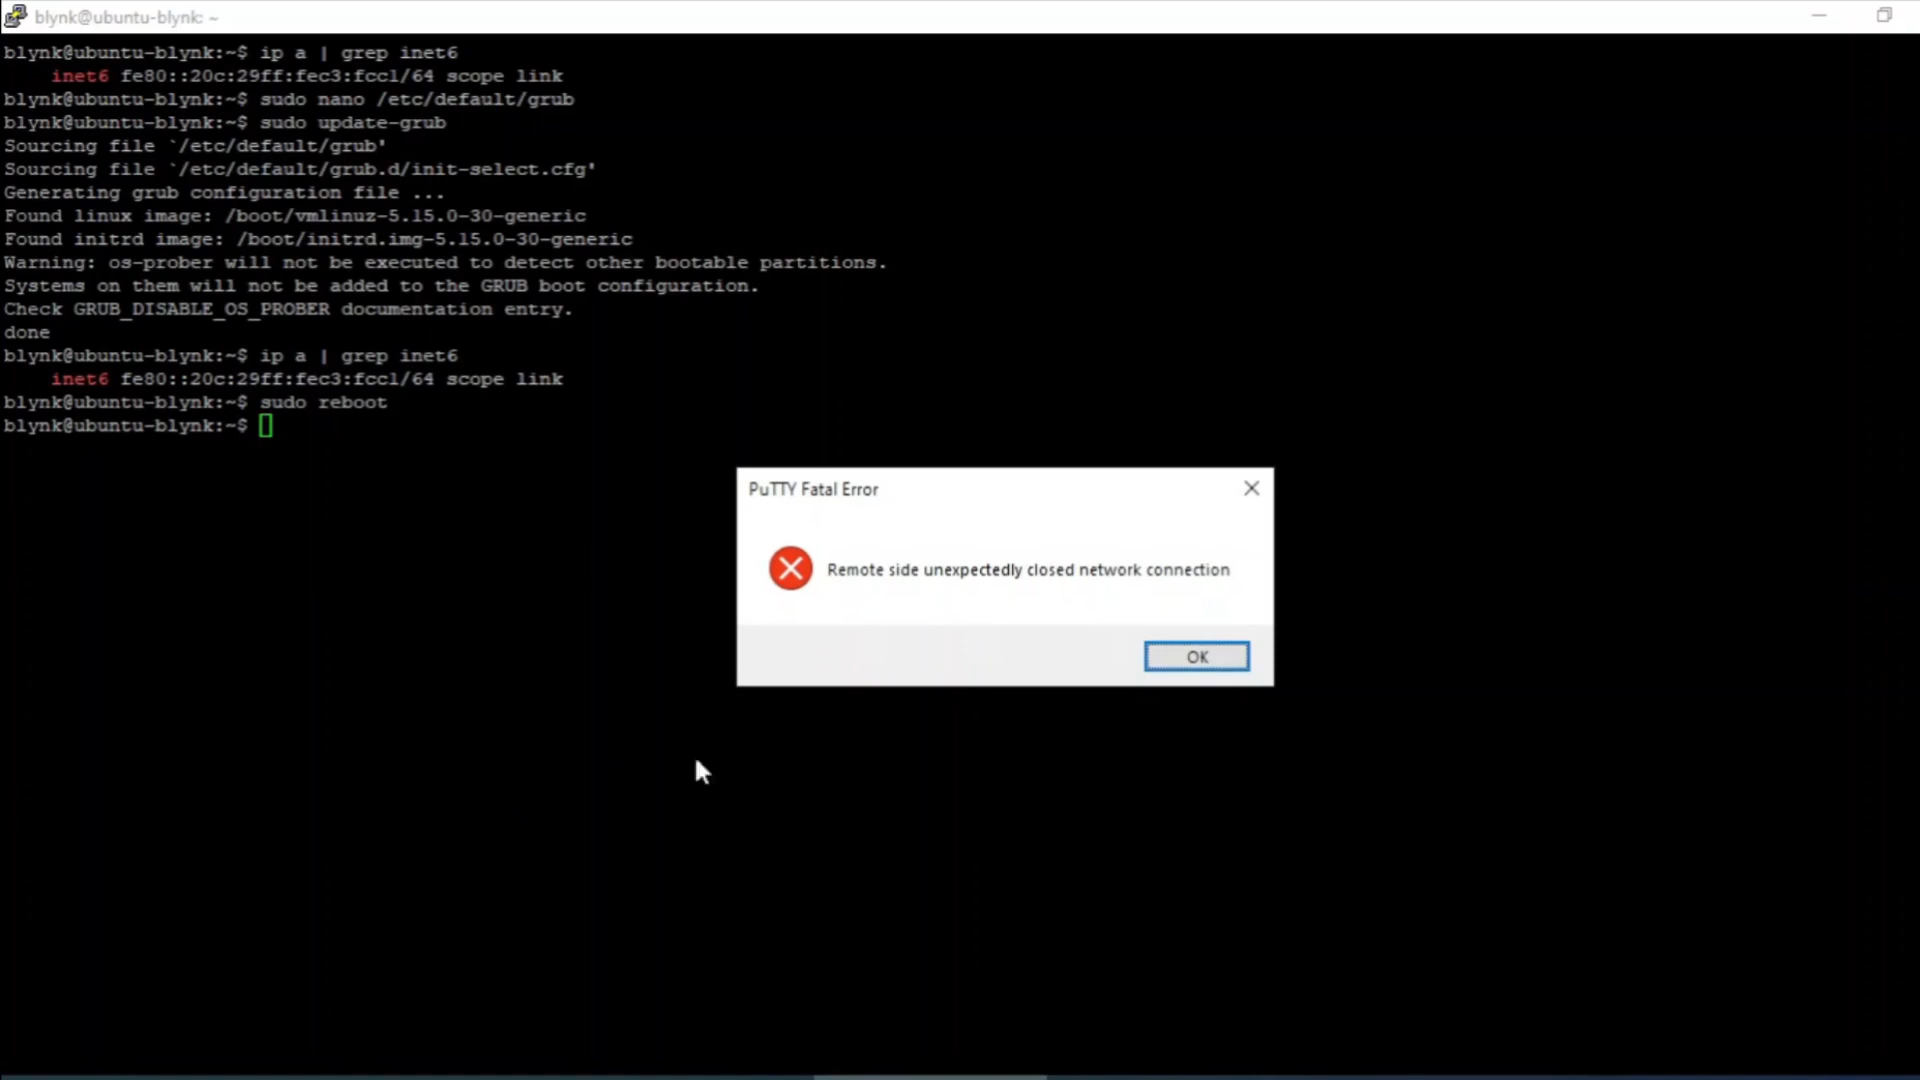 blynk@ubuntu-blynk: ~
blynk@ubuntu-blynk:~$ ip a | grep inet6
    inet6 fe80::20c:29ff:fec3:fcc1/64 scope link
blynk@ubuntu-blynk:~$ sudo nano /etc/default/grub
blynk@ubuntu-blynk:~$ sudo update-grub
Sourcing file `/etc/default/grub'
Sourcing file `/etc/default/grub.d/init-select.cfg'
Generating grub configuration file ...
Found linux image: /boot/vmlinuz-5.15.0-30-generic
Found initrd image: /boot/initrd.img-5.15.0-30-generic
Warning: os-prober will not be executed to detect other bootable partitions.
Systems on them will not be added to the GRUB boot configuration.
Check GRUB_DISABLE_OS_PROBER documentation entry.
done
blynk@ubuntu-blynk:~$ ip a | grep inet6
    inet6 fe80::20c:29ff:fec3:fcc1/64 scope link
blynk@ubuntu-blynk:~$ sudo reboot
blynk@ubuntu-blynk:~$
PuTTY Fatal Error
Remote side unexpectedly closed network connection
OK